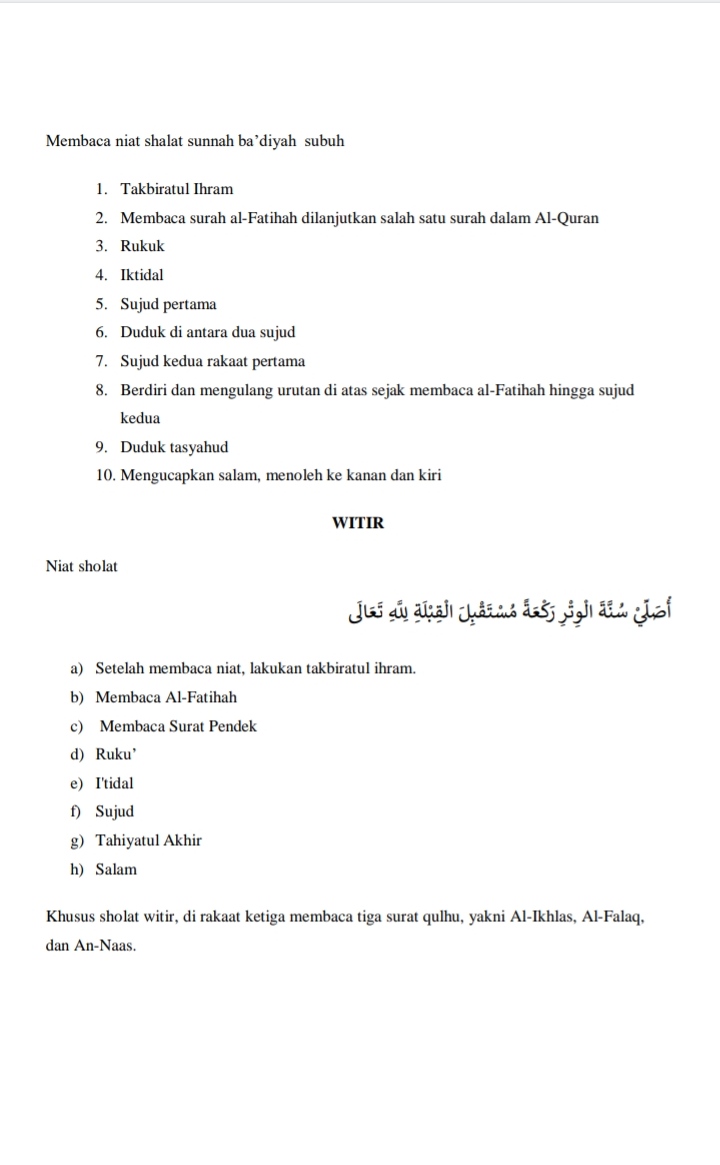 Membaca niat shalat sunnah ba’diyah subuh
1. Takbiratul Ihram
2. Membaca surah al-Fatihah dilanjutkan salah satu surah dalam Al-Quran
3. Rukuk
4. Iktidal
5. Sujud pertama
6. Duduk di antara dua sujud
7. Sujud kedua rakaat pertama
8. Berdiri dan mengulang urutan di atas sejak membaca al-Fatihah hingga sujud
kedua
9. Duduk tasyahud
10. Mengucapkan salam, menoleh ke kanan dan kiri
WITIR
Niat sholat
أُصَلِّيْ سُنَّةَ الْوِتْرِ رَكْعَةً مُسْتَقْبِلَ الْقِبْلَةِ لِلَّهِ تَعَالَى
a) Setelah membaca niat, lakukan takbiratul ihram.
b) Membaca Al-Fatihah
c) Membaca Surat Pendek
d) Ruku’
e) I'tidal
f) Sujud
g) Tahiyatul Akhir
h) Salam
Khusus sholat witir, di rakaat ketiga membaca tiga surat qulhu, yakni Al-Ikhlas, Al-Falaq,
dan An-Naas.